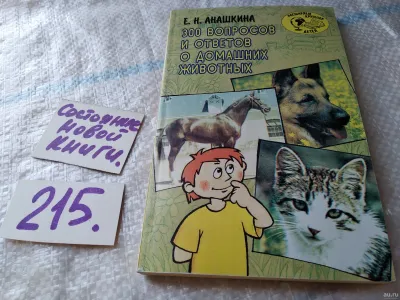 Е. Н. АНАШКИНА
300 ВОПРОСОВ
И ОТВЕТОВ
О ДОМАШНИХ
ЖИВОТНЫХ
Состояние
новой
книги.
215.